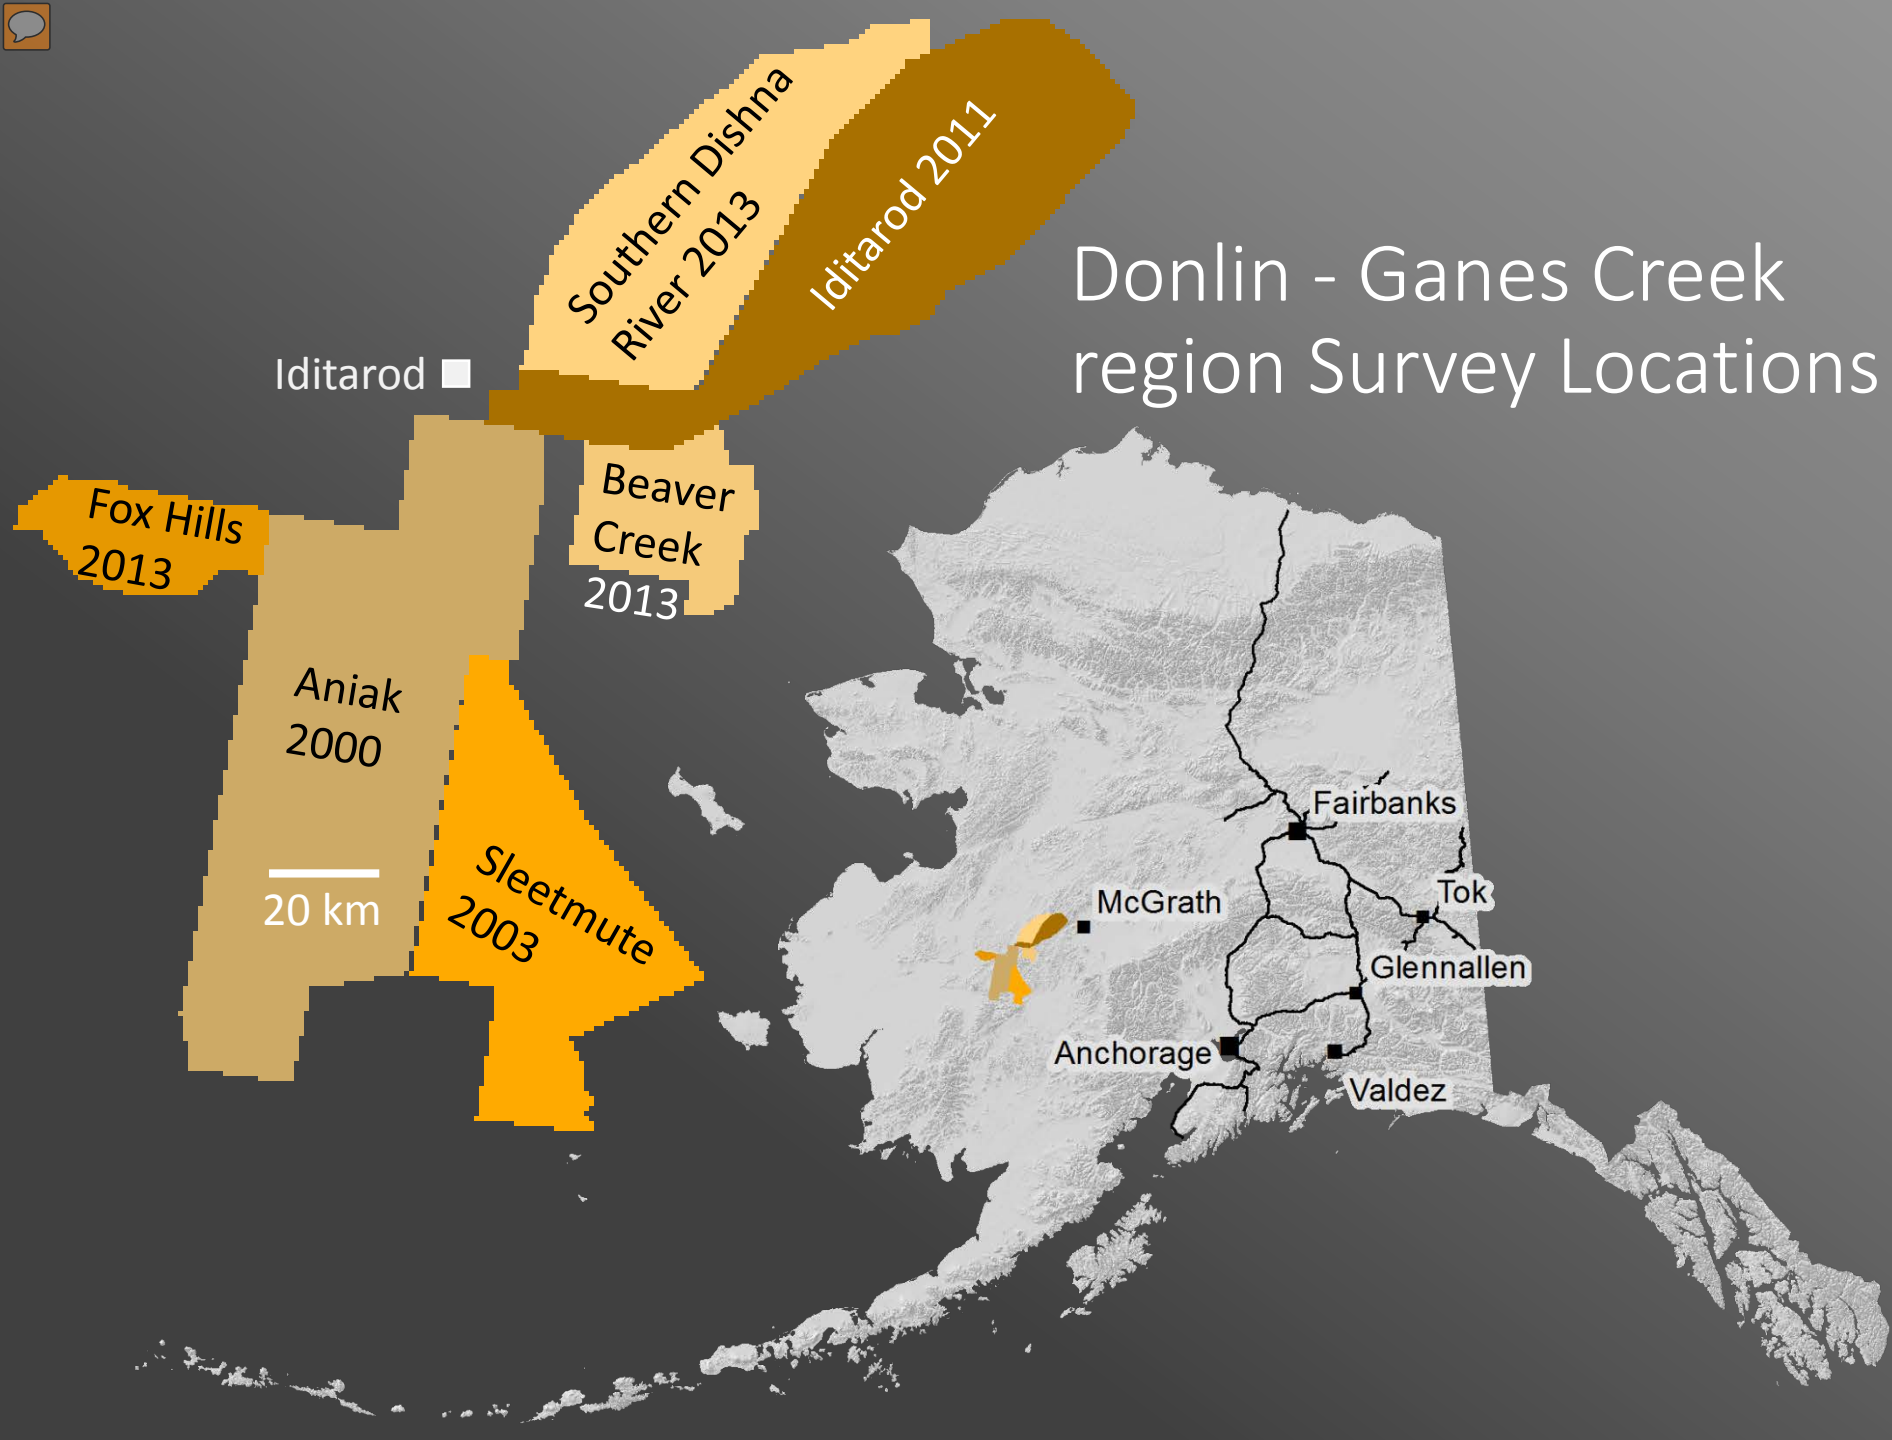 Donlin - Ganes Creek
region Survey Locations
Southern Dishna
River 2013
Iditarod 2011
Iditarod
Beaver
Creek
2013
Fox Hills
2013
Aniak
2000
20 km
Sleetmute
2003
Fairbanks
Tok
McGrath
Glennallen
Anchorage
Valdez